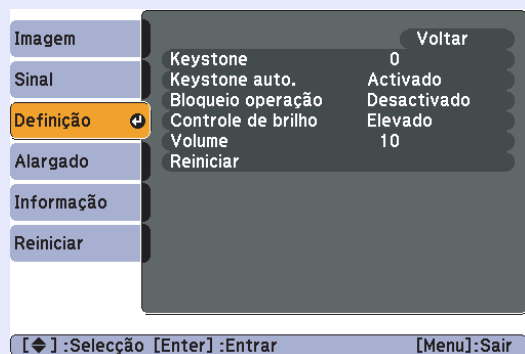 Imagem
Sinal
Definição
Alargado
Informação
Reiniciar
Voltar
Keystone 0
Keystone auto. Activado
Bloqueio operação Desactivado
Controle de brilho Elevado
Volume 10
Reiniciar
[◆] :Selecção [Enter] :Entrar [Menu]:Sair